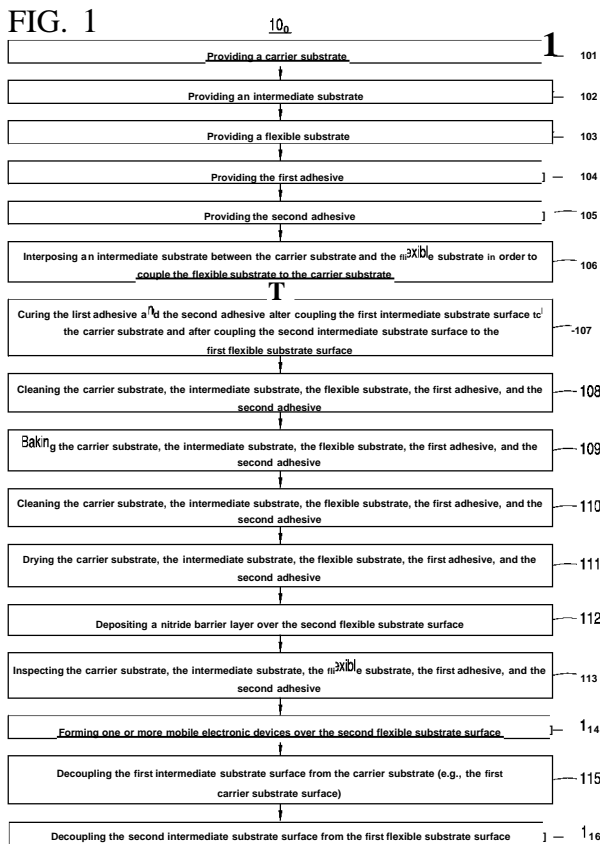 FIG. 1
100
Providing a carrier substrate
1
101
Providing an intermediate substrate
102
Providing a flexible substrate
103
Providing the first adhesive
] — 104
Providing the second adhesive
] — 105
Interposing an intermediate substrate between the carrier substrate and the flexible substrate in order to
couple the flexible substrate to the carrier substrate
106
T
Curing the lirst adhesive and the second adhesive alter coupling the first intermediate substrate surface tc
the carrier substrate and after coupling the second intermediate substrate surface to the
first flexible substrate surface
-107
Cleaning the carrier substrate, the intermediate substrate, the flexible substrate, the first adhesive, and the
second adhesive
108
Baking the carrier substrate, the intermediate substrate, the flexible substrate, the first adhesive, and the
second adhesive
109
Cleaning the carrier substrate, the intermediate substrate, the flexible substrate, the first adhesive, and the
second adhesive
110
Drying the carrier substrate, the intermediate substrate, the flexible substrate, the first adhesive, and the
second adhesive
111
Depositing a nitride barrier layer over the second flexible substrate surface
112
Inspecting the carrier substrate, the intermediate substrate, the flexible substrate, the first adhesive, and the
second adhesive
113
Forming one or more mobile electronic devices over the second flexible substrate surface
]— 114
Decoupling the first intermediate substrate surface from the carrier substrate (e.g., the first
carrier substrate surface)
115
Decoupling the second intermediate substrate surface from the first flexible substrate surface
] — 116